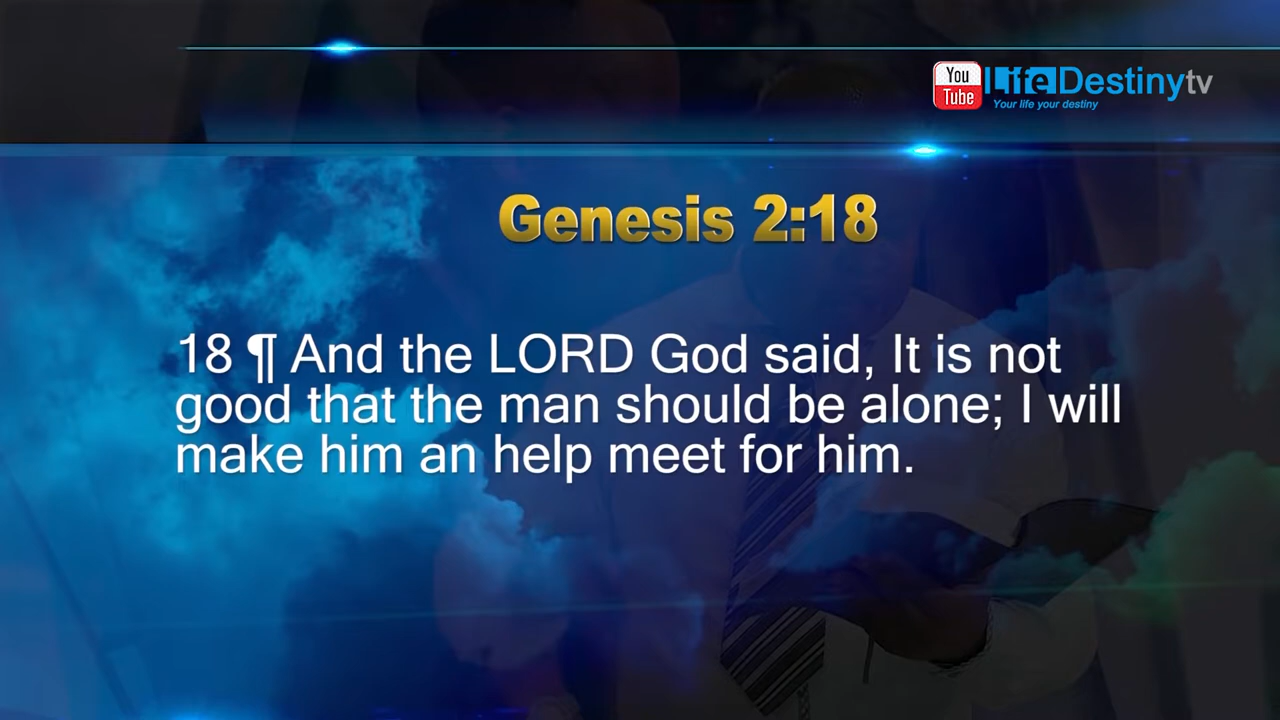 You
Tube
LifeDestinytv
Your life your destiny
Genesis 2:18
18 ¶ And the LORD God said, It is not
good that the man should be alone; I will
make him an help meet for him.